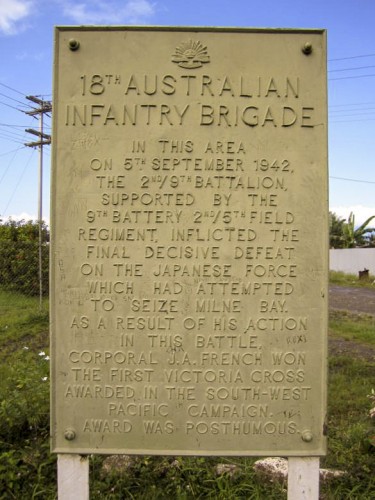 18TH AUSTRALIAN
INFANTRY BRIGADE
IN THIS AREA
ON 5TH SEPTEMBER 1942,
THE 2ND/9TH BATTALION,
SUPPORTED BY THE
9TH BATTERY 2ND/5TH FIELD
REGIMENT, INFLICTED THE
FINAL DECISIVE DEFEAT
ON THE JAPANESE FORCE
WHICH HAD ATTEMPTED
TO SEIZE MILNE BAY.
AS A RESULT OF HIS ACTION
IN THIS BATTLE,
CORPORAL J.A. FRENCH WON
THE FIRST VICTORIA CROSS
AWARDED IN THE SOUTH-WEST
PACIFIC CAMPAIGN.
AWARD WAS POSTHUMOUS.